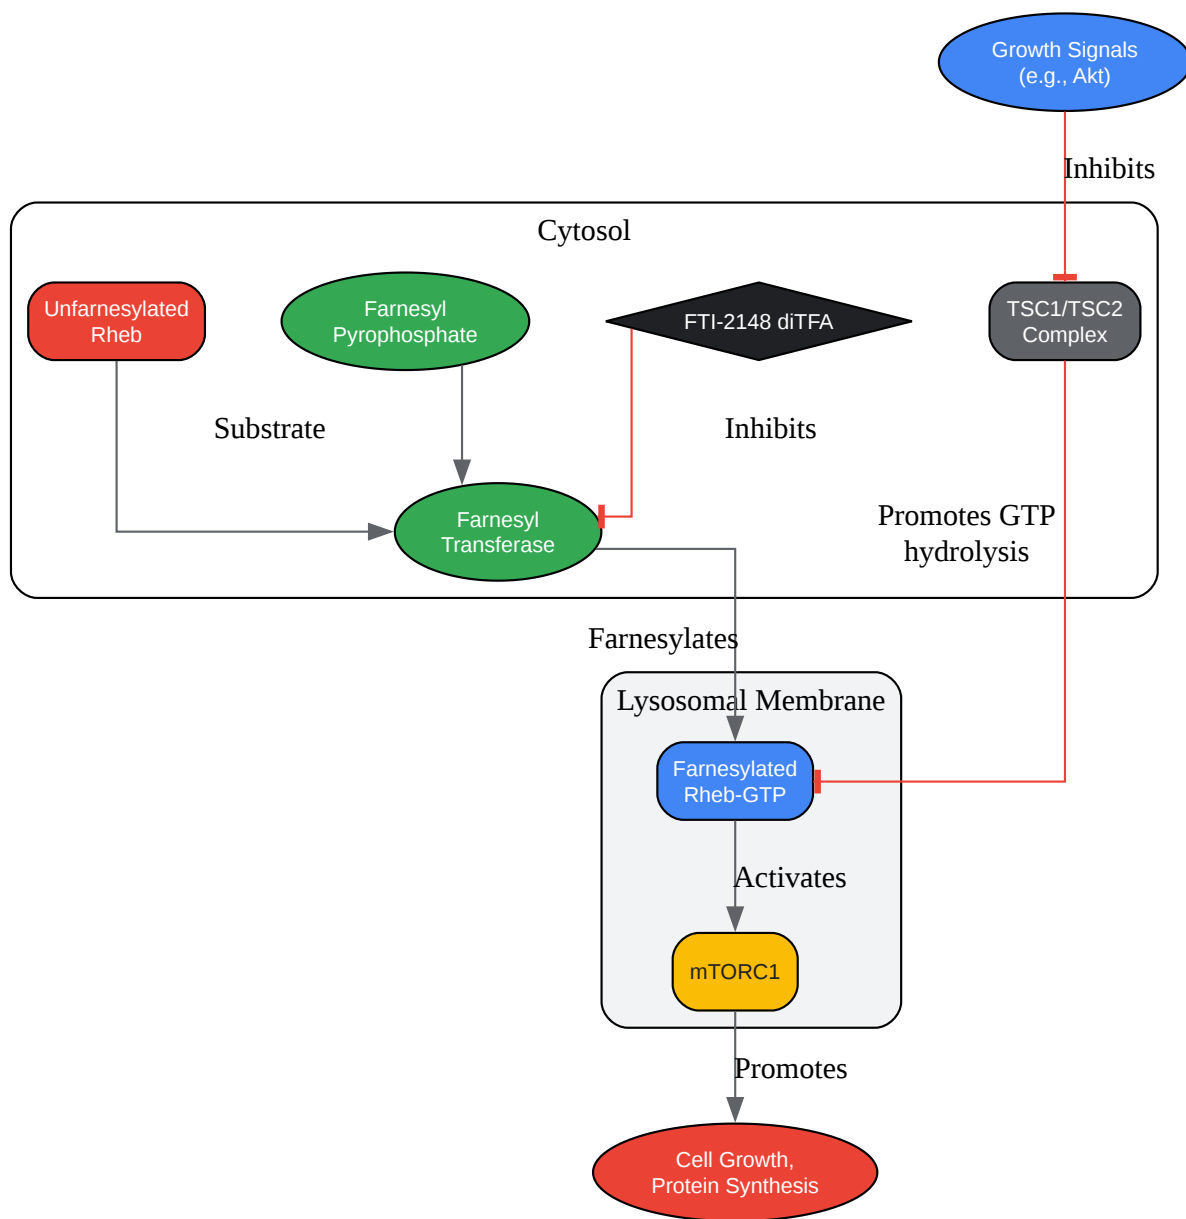 Growth Signals
(e.g., Akt)
Inhibits
Cytosol
Unfarnesylated
Rheb
Farnesyl
Pyrophosphate
FTI-2148 diTFA
TSC1/TSC2
Complex
Substrate
Inhibits
Farnesyl
Transferase
Promotes GTP
hydrolysis
Farnesylates
Lysosomal Membrane
Farnesylated
Rheb-GTP
Activates
mTORC1
Promotes
Cell Growth,
Protein Synthesis